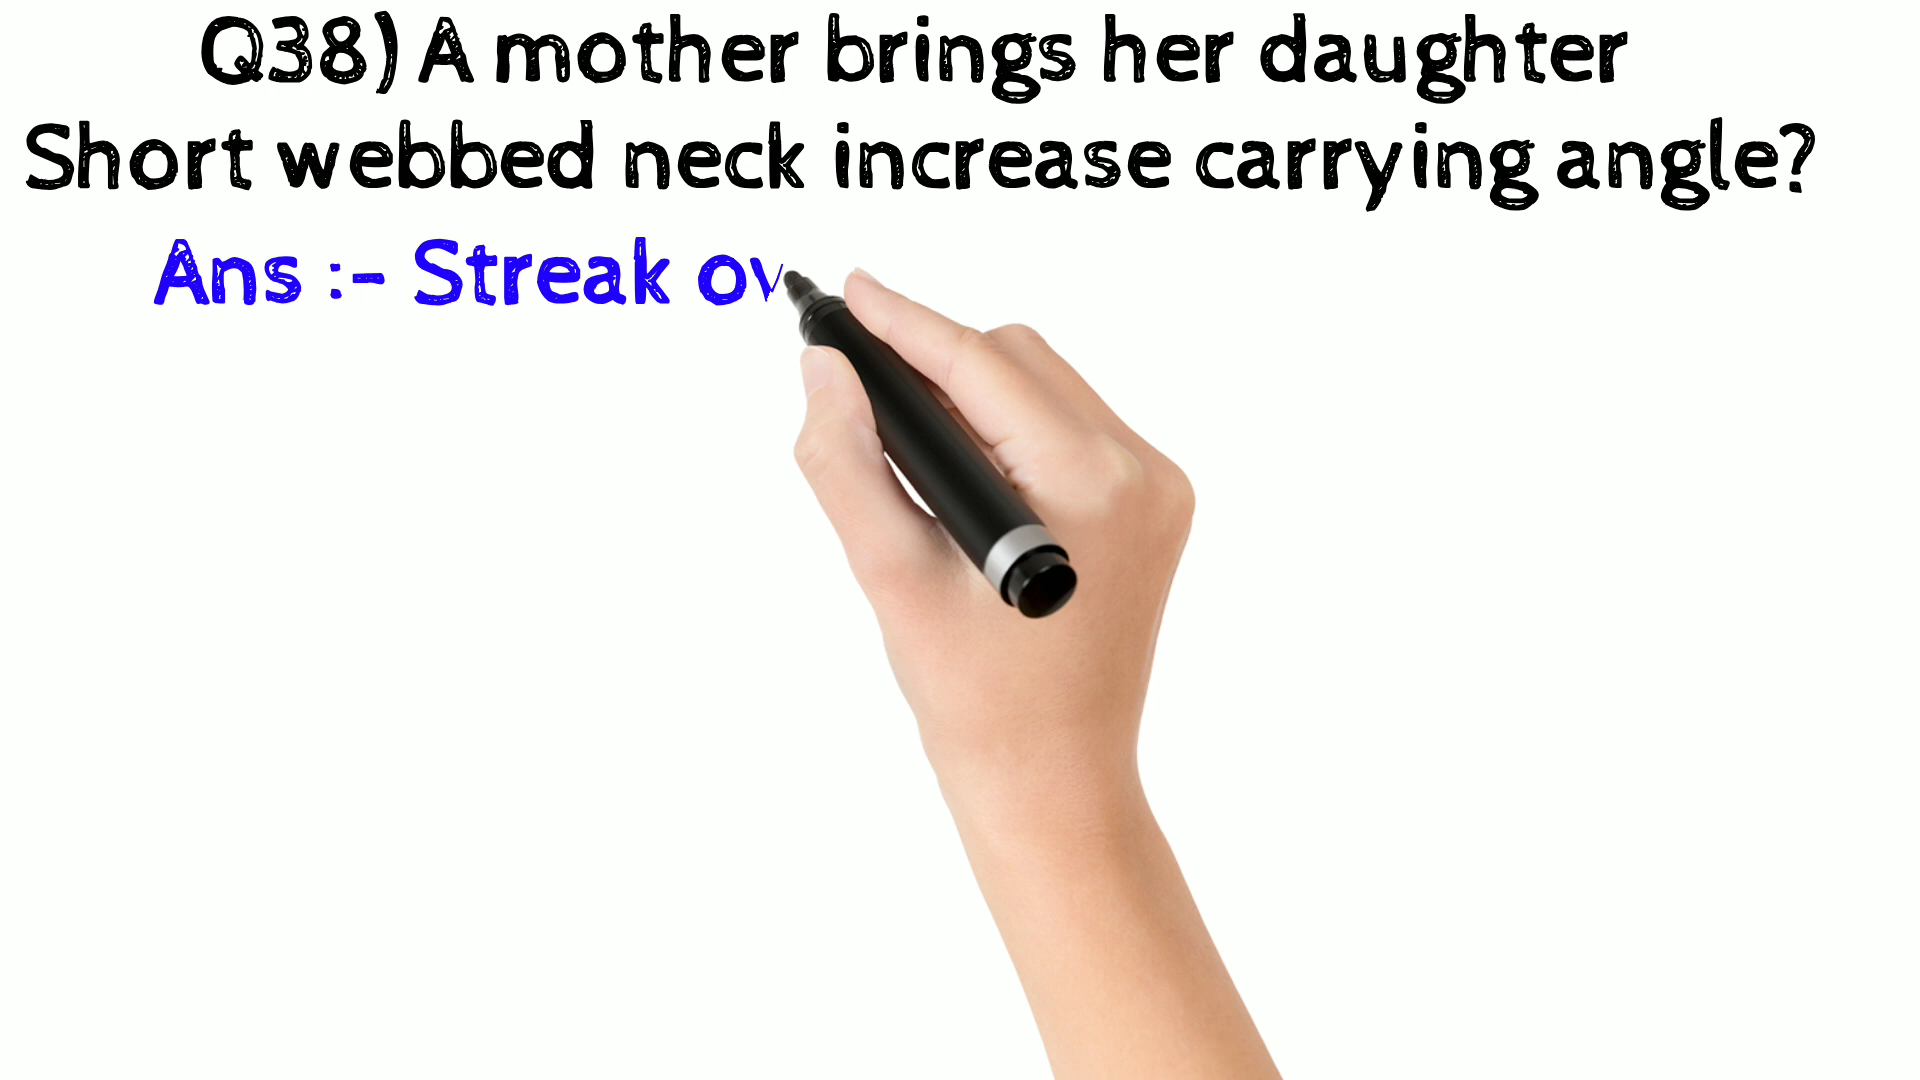 Q38) A mother brings her daughter
Short webbed neck increase carrying angle?
Ans :- Streak ov